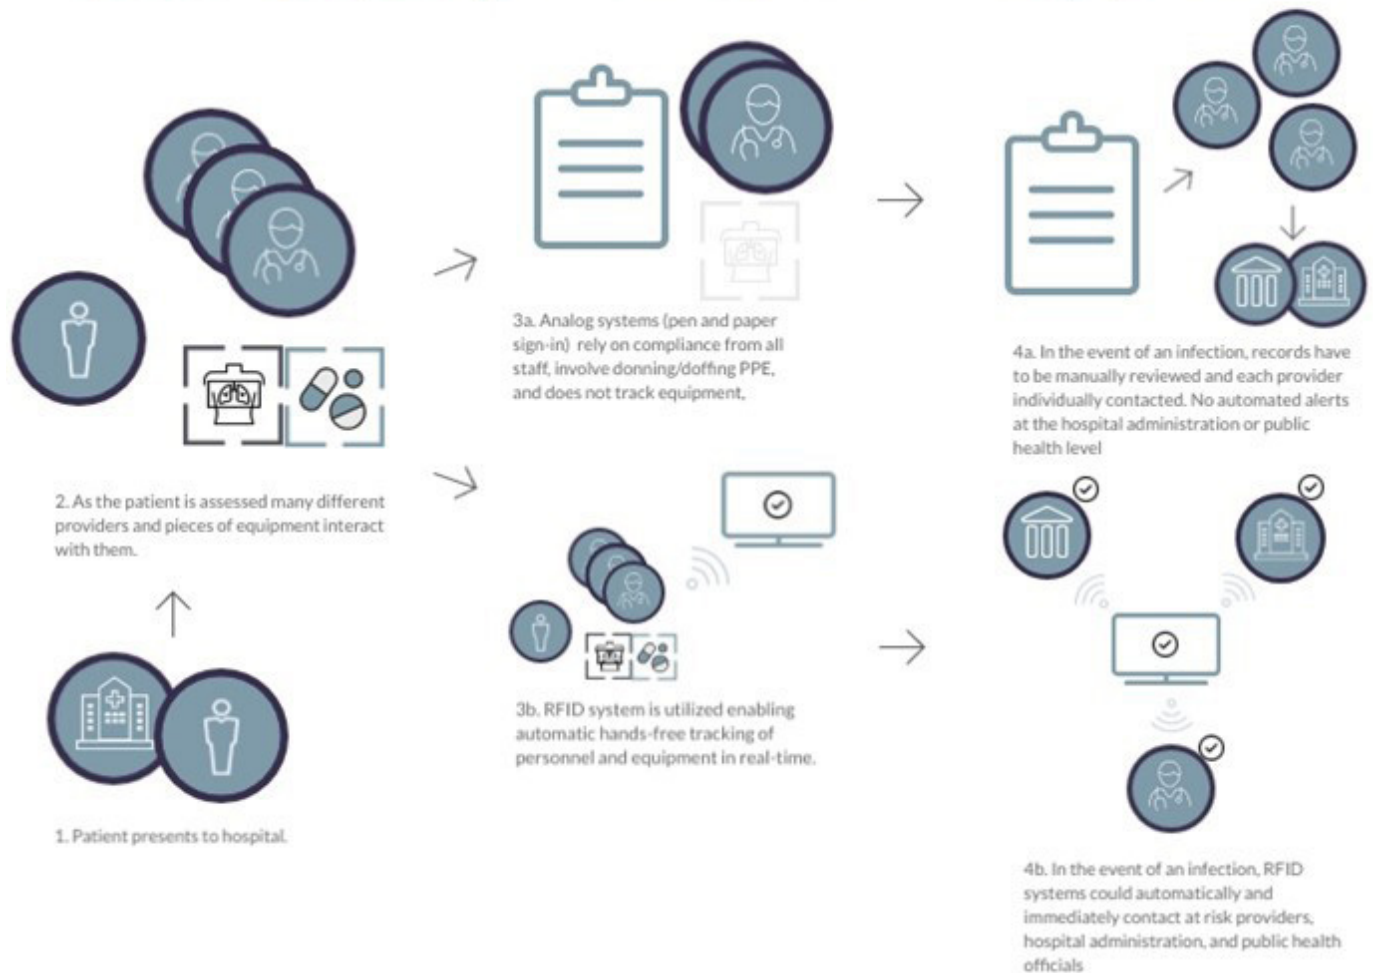 1. Patient presents to hospital.
2. As the patient is assessed many different
providers and pieces of equipment interact
with them.
3a. Analog systems (pen and paper
sign-in) rely on compliance from all
staff, involve donning/doffing PPE,
and does not track equipment,
3b. RFID system is utilized enabling
automatic hands-free tracking of
personnel and equipment in real-time.
4a. In the event of an infection, records have
to be manually reviewed and each provider
individually contacted. No automated alerts
at the hospital administration or public
health level
4b. In the event of an infection, RFID
systems could automatically and
immediately contact at risk providers,
hospital administration, and public health
officials